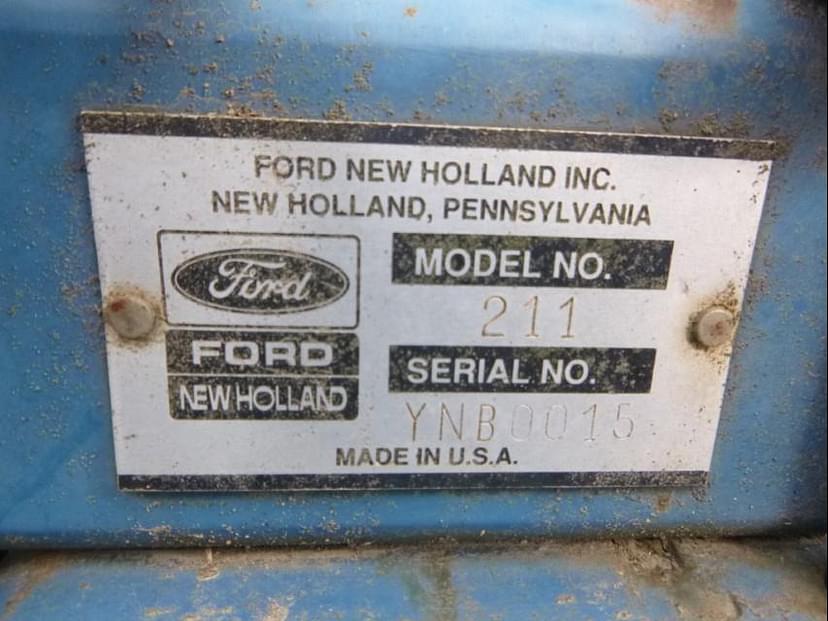 FORD NEW HOLLAND INC.
NEW HOLLAND, PENNSYLVANIA
Ford
FORD
NEW HOLLAND
MODEL NO.
211
SERIAL NO.
YNB0015
MADE IN U.S.A.